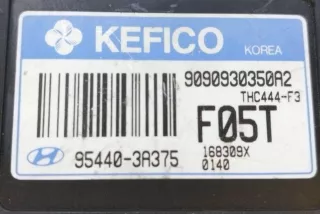 KEFICO
KOREA
9090930350A2
THC444-F3
F05T
95440-3A375
168309X
0140